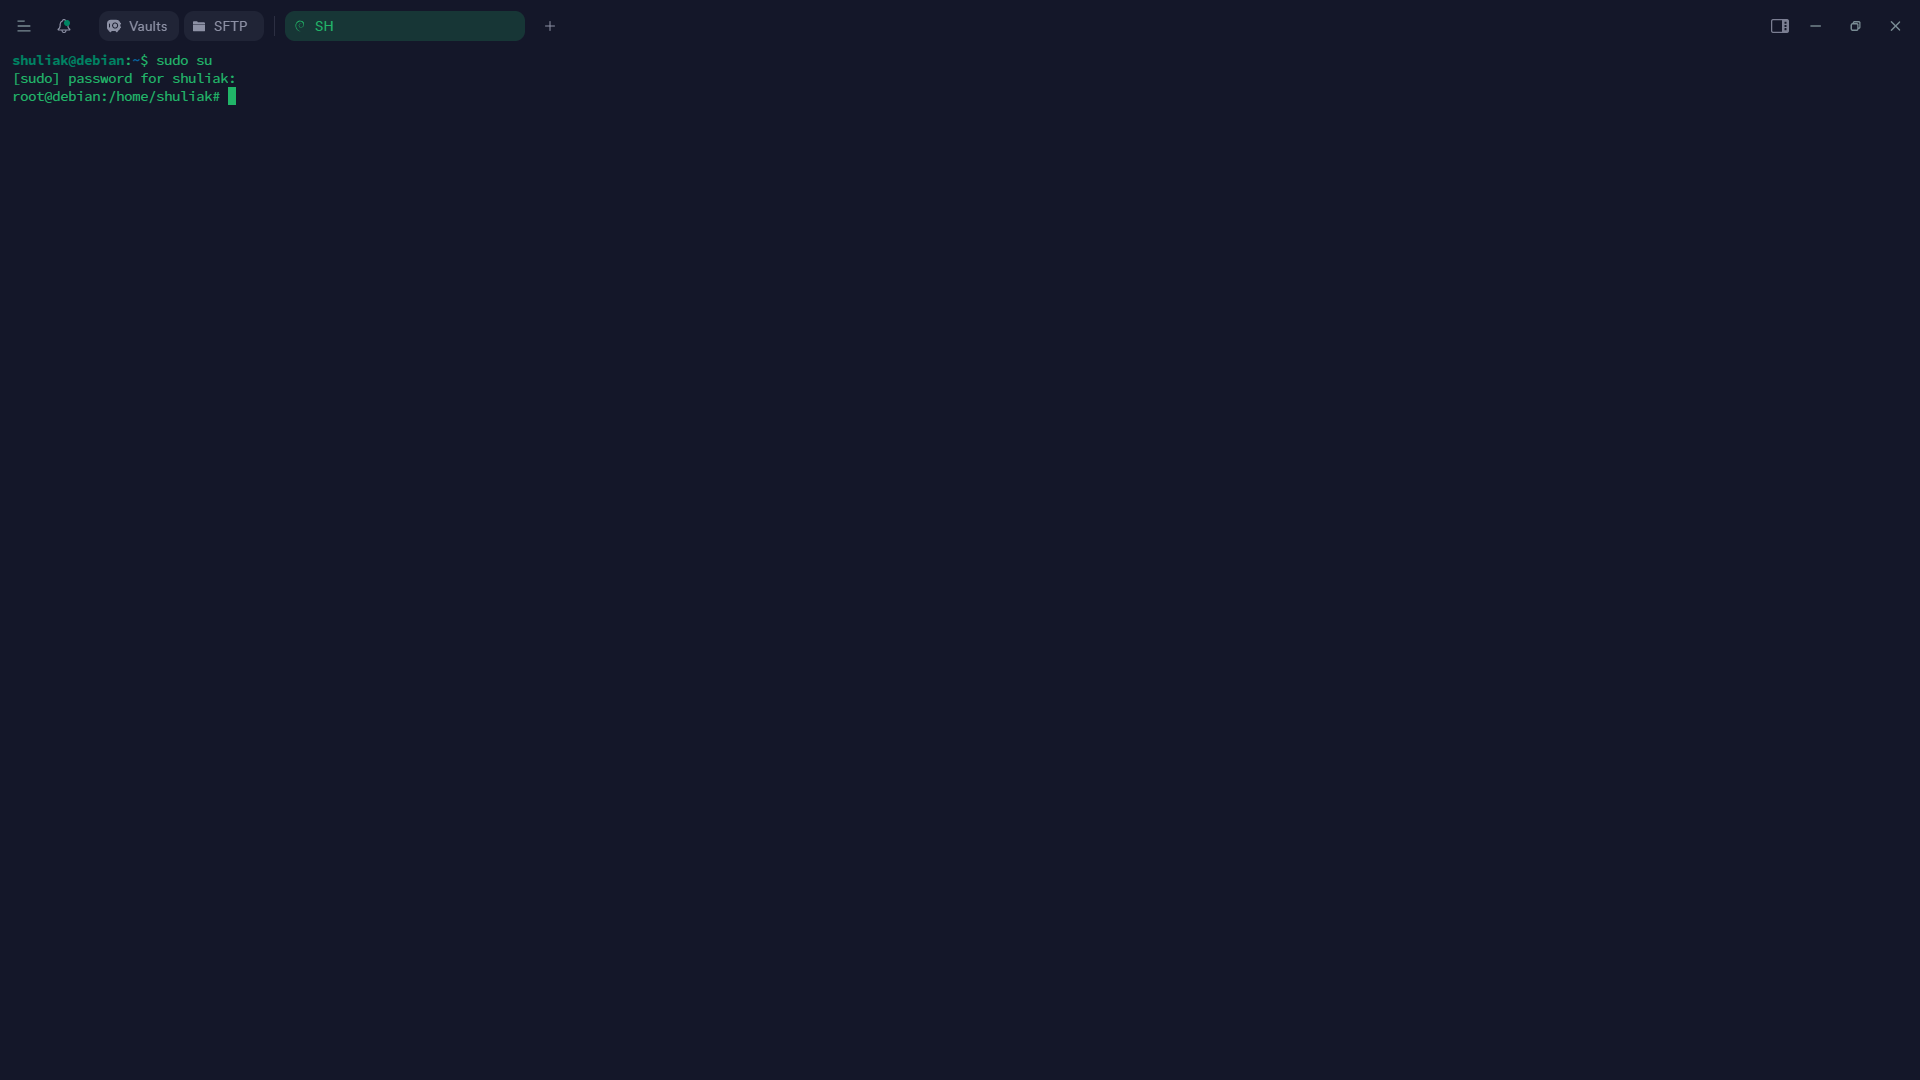 Vaults SFTP SH
shuliak@debian:~$ sudo su
[sudo] password for shuliak:
root@debian:/home/shuliak#